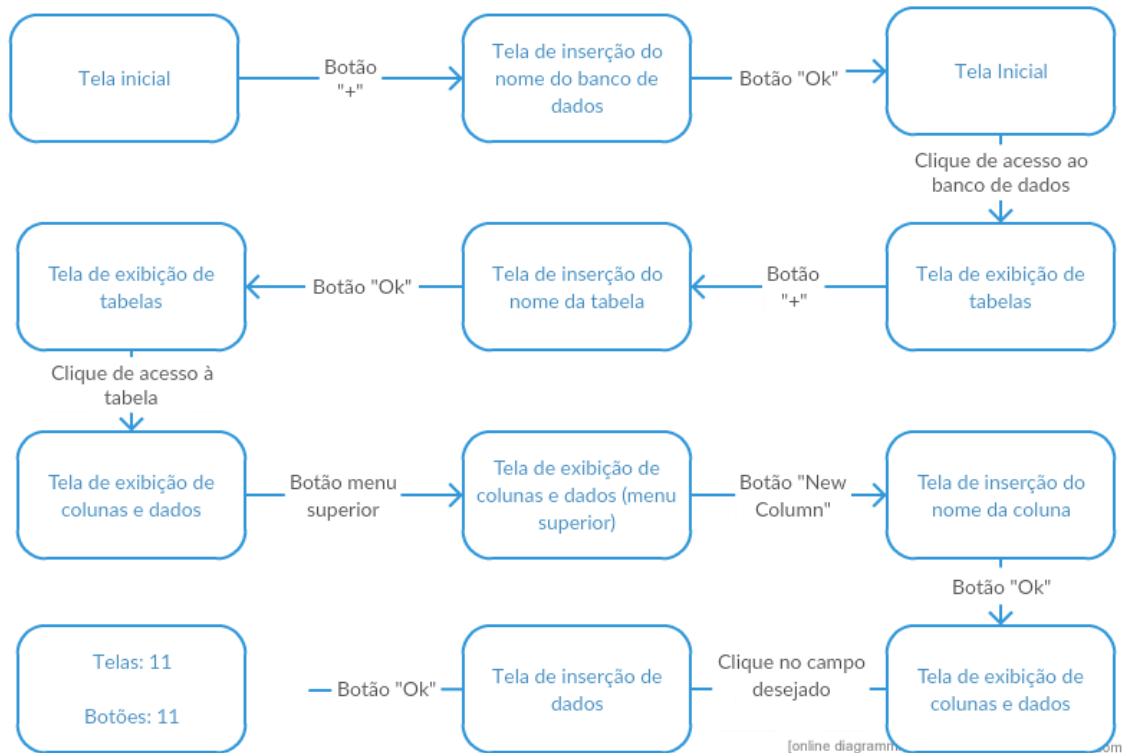 Tela inicial
Botão
"+"
Tela de inserção do
nome do banco de
dados
Botão "Ok"
Tela Inicial
Clique de acesso ao
banco de dados
Tela de exibição de
tabelas
Botão
"+"
Tela de inserção do
nome da tabela
Botão "Ok"
Tela de exibição de
tabelas
Clique de acesso à
tabela
Tela de exibição de
colunas e dados
Botão menu
superior
Tela de exibição de
colunas e dados (menu
superior)
Botão "New
Column"
Tela de inserção do
nome da coluna
Botão "Ok"
Tela de exibição de
colunas e dados
Clique no campo
desejado
Tela de inserção de
dados
Botão "Ok"
Telas: 11
Botões: 11
[online